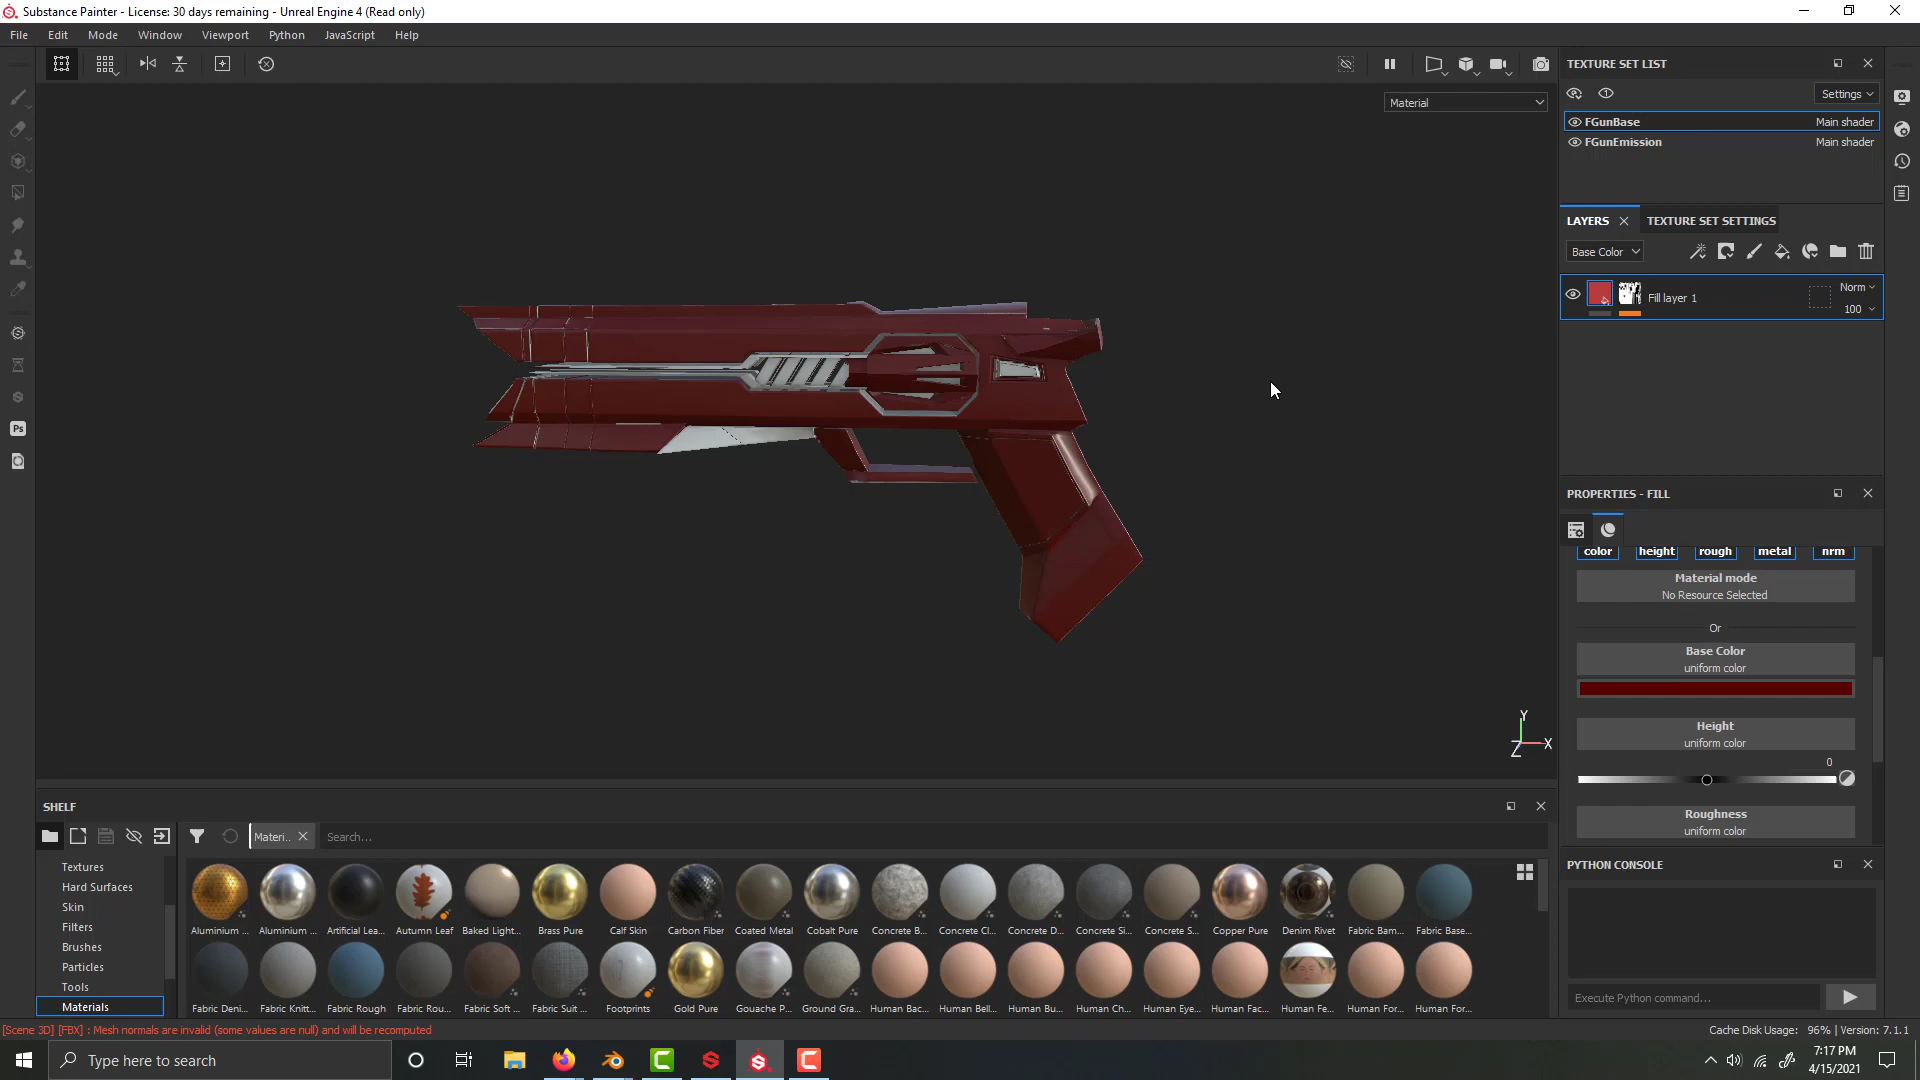 Substance Painter - License: 30 days remaining - Unreal Engine 4 (Read only)
File Edit Mode Window Viewport Python JavaScript Help
Material
TEXTURE SET LIST
Settings
FGunBase Main shader
FGunEmission Main shader
LAYERS TEXTURE SET SETTINGS
Base Color
Norm
Fill layer 1
100
PROPERTIES - FILL
color height rough metal nrm
Material mode
No Resource Selected
Or
Base Color
uniform color
Height
uniform color
0
Roughness
uniform color
Y
Z X
SHELF
Materi.. Search...
Textures
Hard Surfaces
Skin
Filters
Brushes
Particles
Tools
Materials
Aluminium ... Aluminium ... Artificial Lea... Autumn Leaf Baked Light... Brass Pure Calf Skin Carbon Fiber Coated Metal Cobalt Pure Concrete B... Concrete Cl... Concrete D... Concrete Si... Concrete S... Copper Pure Denim Rivet Fabric Bam... Fabric Base...
Fabric Deni... Fabric Knitt... Fabric Rough Fabric Rou... Fabric Soft ... Fabric Suit ... Footprints Gold Pure Gouache P... Ground Gra... Human Bac... Human Bell... Human Bu... Human Ch... Human Eye... Human Fac... Human Fe... Human For... Human For...
PYTHON CONSOLE
Execute Python command...
[Scene 3D] [FBX] : Mesh normals are invalid (some values are null) and will be recomputed
Cache Disk Usage: 96% | Version: 7.1.1
Ps
Type here to search
7:17 PM
4/15/2021